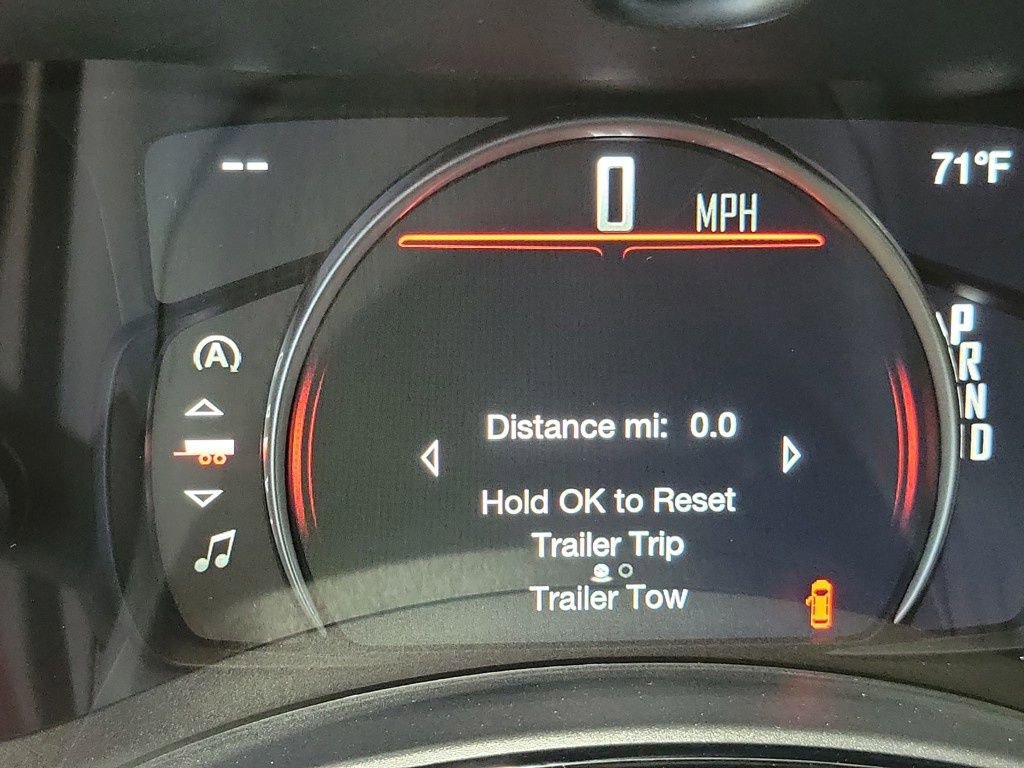 --
71°F
0 MPH
A
P
R
N
D
Distance mi: 0.0
Hold OK to Reset
Trailer Trip
Trailer Tow